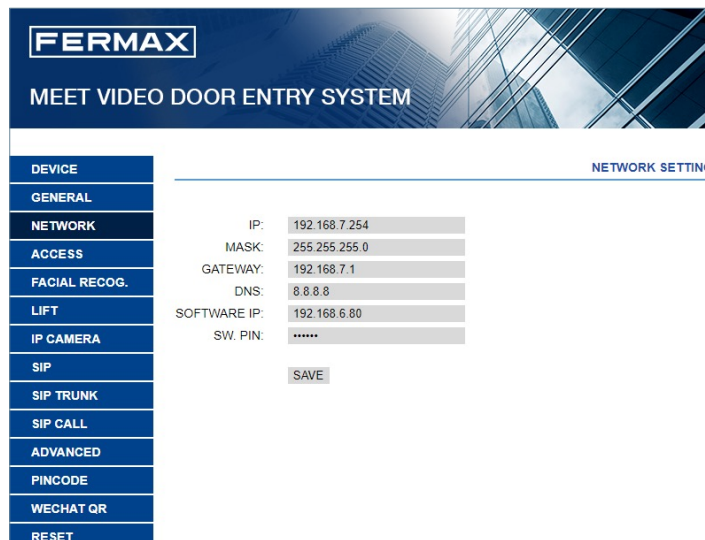 FERMAX
MEET VIDEO DOOR ENTRY SYSTEM
DEVICE
GENERAL
NETWORK
ACCESS
FACIAL RECOG.
LIFT
IP CAMERA
SIP
SIP TRUNK
SIP CALL
ADVANCED
PINCODE
WECHAT QR
RESET
NETWORK SETTIN
IP: 192.168.7.254
MASK: 255.255.255.0
GATEWAY: 192.168.7.1
DNS: 8.8.8.8
SOFTWARE IP: 192.168.6.80
SW. PIN: ••••••
SAVE